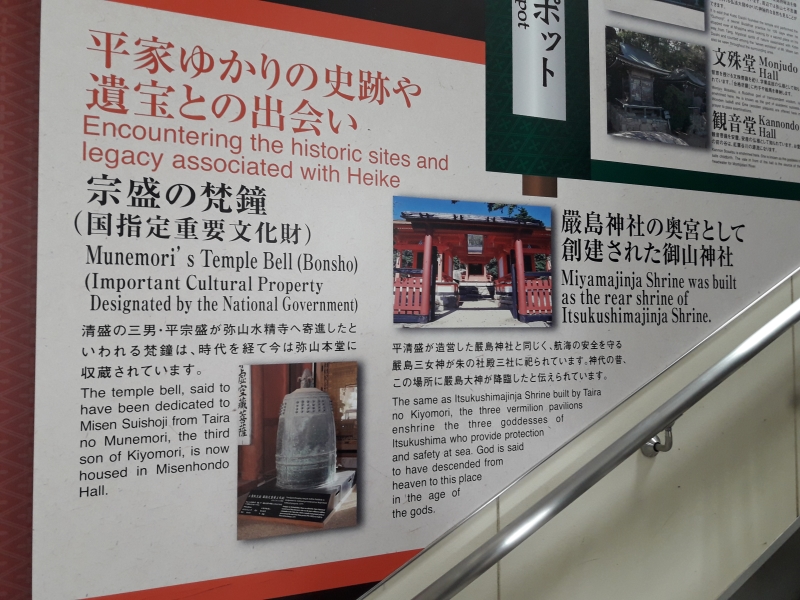 平家ゆかりの史跡や
遺宝との出会い
Encountering the historic sites and
legacy associated with Heike
宗盛の梵鐘
(国指定重要文化財)
Munemori's Temple Bell (Bonsho)
(Important Cultural Property
Designated by the National Government)
清盛の三男・平宗盛が弥山水精寺へ寄進したと
いわれる梵鐘は、時代を経て今は弥山本堂に
収蔵されています。
The temple bell, said to
have been dedicated to
Misen Suishoji from Taira
no Munemori, the third
son of Kiyomori, is now
housed in Misenhondo
Hall.
嚴島神社の奥宮として
創建された御山神社
Miyamajinja Shrine was built
as the rear shrine of
Itsukushimajinja Shrine.
平清盛が造営した嚴島神社と同じく、航海の安全を守る
嚴島三女神が朱の社殿三社に祀られています。神代の昔、
この場所に嚴島大神が降臨したと伝えられています。
The same as Itsukushimajinja Shrine built by Taira
no Kiyomori, the three vermilion pavilions
enshrine the three goddesses of
Itsukushima who provide protection
and safety at sea. God is said
to have descended from
heaven to this place
in the age of
the gods.
ポット
pot
文殊堂 Monjudo
Hall
観音堂 Kannondo
Hall